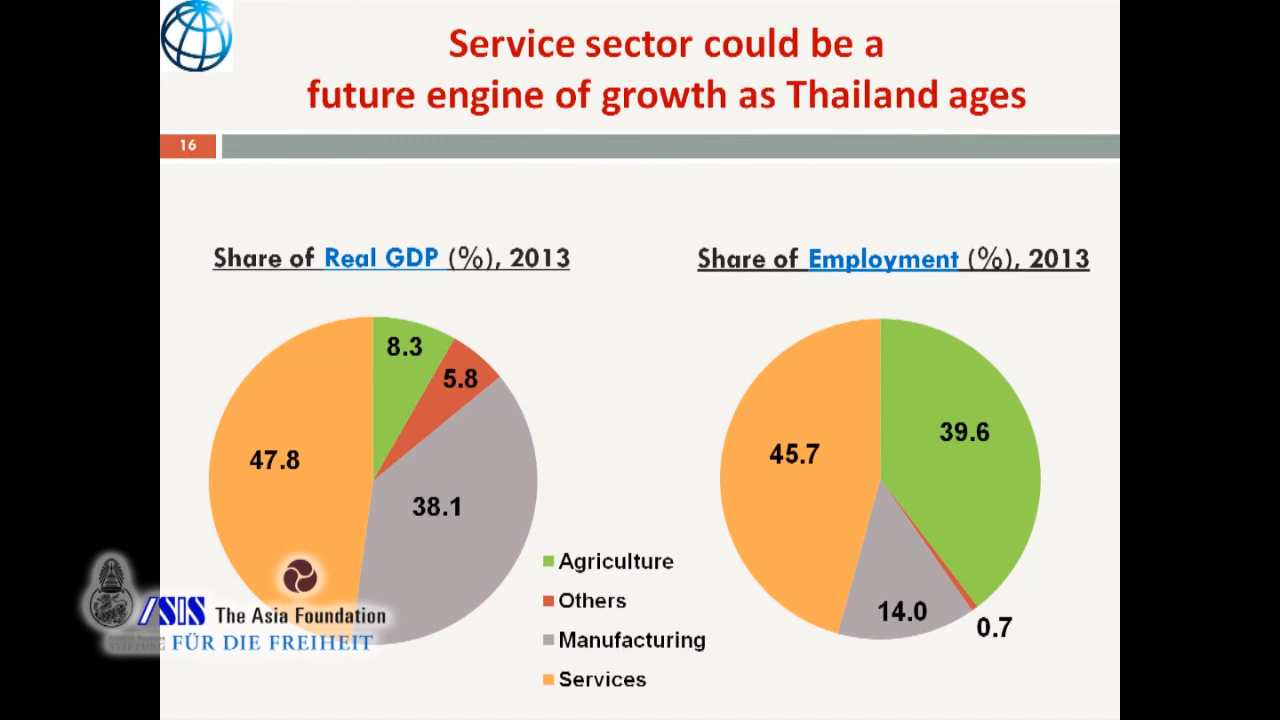 Service sector could be a
future engine of growth as Thailand ages
16
Share of Real GDP (%), 2013
Share of Employment (%), 2013
8.3
5.8
38.1
47.8
39.6
0.7
14.0
45.7
Agriculture
Others
Manufacturing
Services
ISIS
The Asia Foundation
STIFTUNG FÜR DIE FREIHEIT